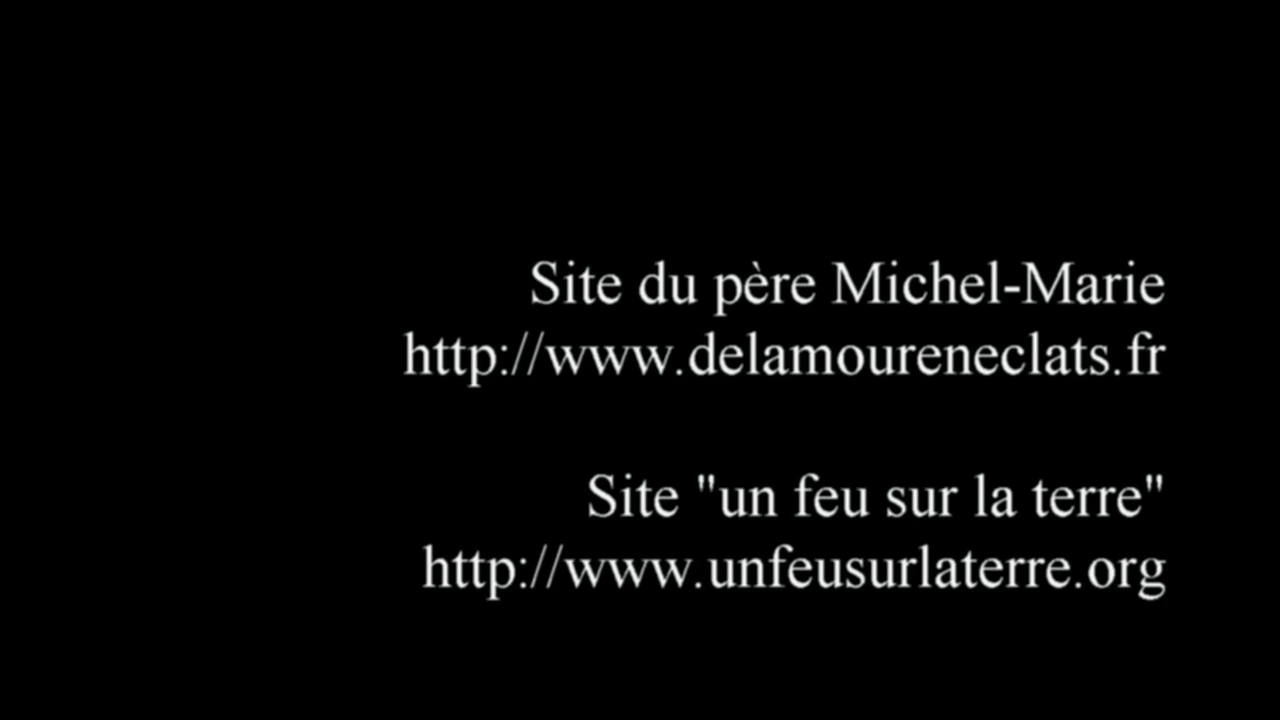 Site du père Michel-Marie
http://www.delamoureneclats.fr
Site "un feu sur la terre"
http://www.unfeusurlaterre.org